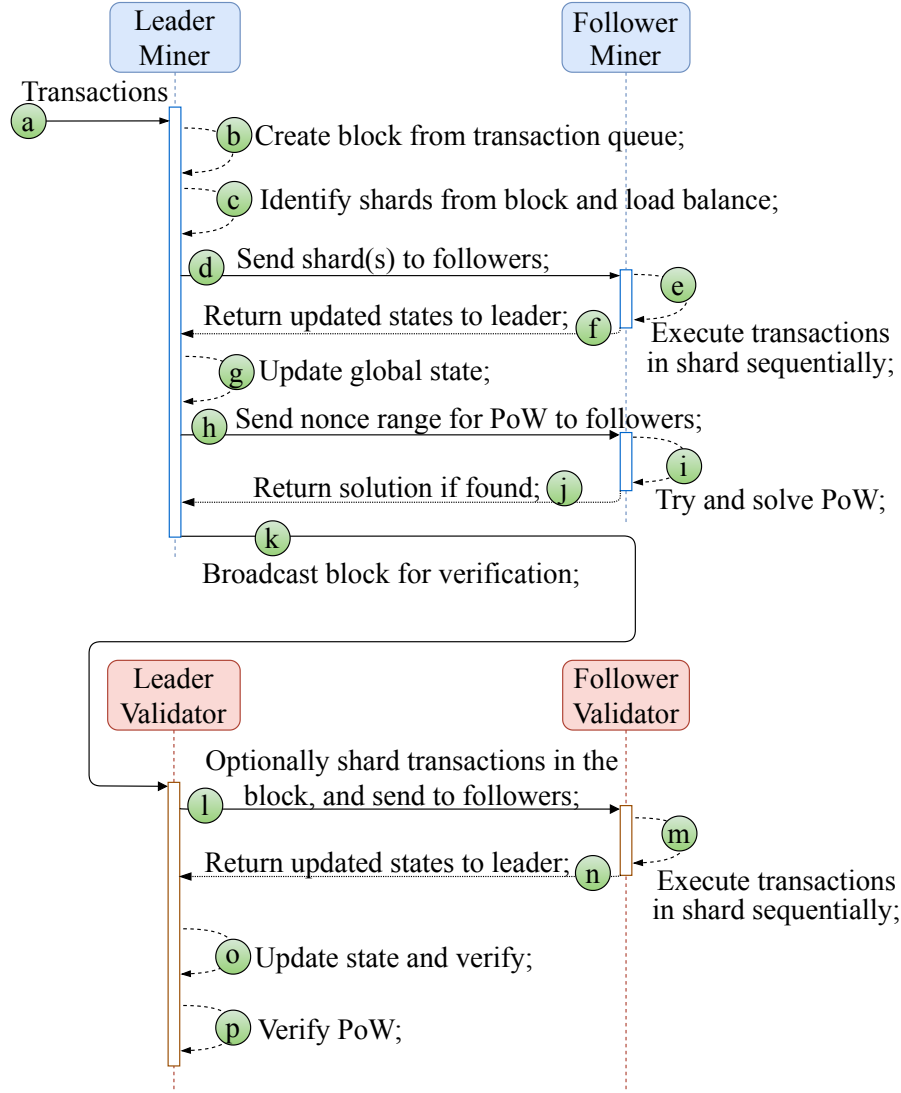 Leader
Miner
Follower
Miner
Transactions
a
b Create block from transaction queue;
c Identify shards from block and load balance;
d Send shard(s) to followers;
e
Return updated states to leader; f
Execute transactions
in shard sequentially;
g Update global state;
h Send nonce range for PoW to followers;
i
Return solution if found; j
Try and solve PoW;
k
Broadcast block for verification;
Leader
Validator
Follower
Validator
Optionally shard transactions in the
l block, and send to followers;
m
Return updated states to leader; n
Execute transactions
in shard sequentially;
o Update state and verify;
p Verify PoW;